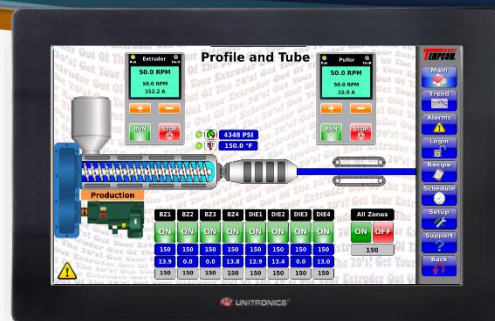 Profile and Tube
Extruder
50.0 RPM
50.0 RPM
152.2 A
+ −
RUN STOP
Puller
50.0 RPM
50.0 RPM
15.0 A
+ −
RUN STOP
TEMPCON
Main
Trend
Alarms
Login
Recipe
Schedule
Setup
Support
?
Back
4348 PSI
150.0 °F
Production
BZ1 BZ2 BZ3 BZ4 DIE1 DIE2 DIE3 DIE4
ON ON ON ON ON ON ON ON
150 150 150 150 150 150 150 150
13.9 0.0 0.0 13.8 12.9 13.4 0.0 13.0
150 150 150 150 150 150 150 150
All Zones
ON OFF
150
UNITRONICS